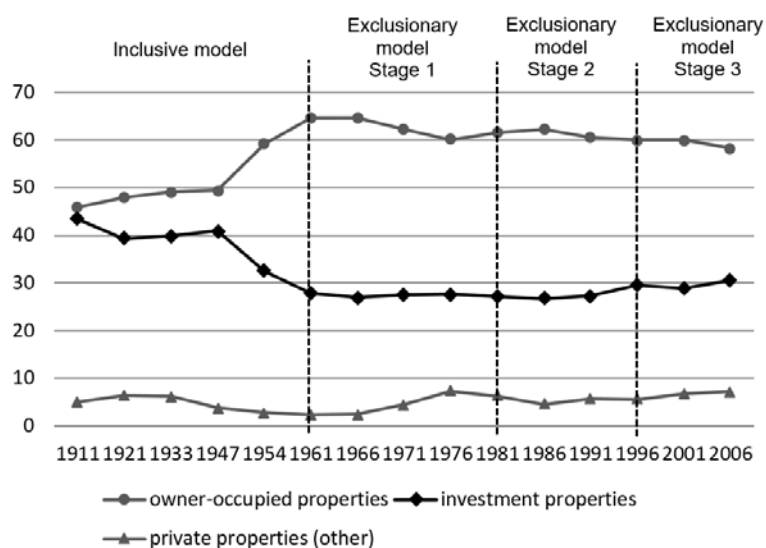 Inclusive model
Exclusionary
model
Stage 1
Exclusionary
model
Stage 2
Exclusionary
model
Stage 3
70
60
50
40
30
20
10
0
1911 1921 1933 1947 1954 1961 1966 1971 1976 1981 1986 1991 1996 2001 2006
owner-occupied properties investment properties
private properties (other)